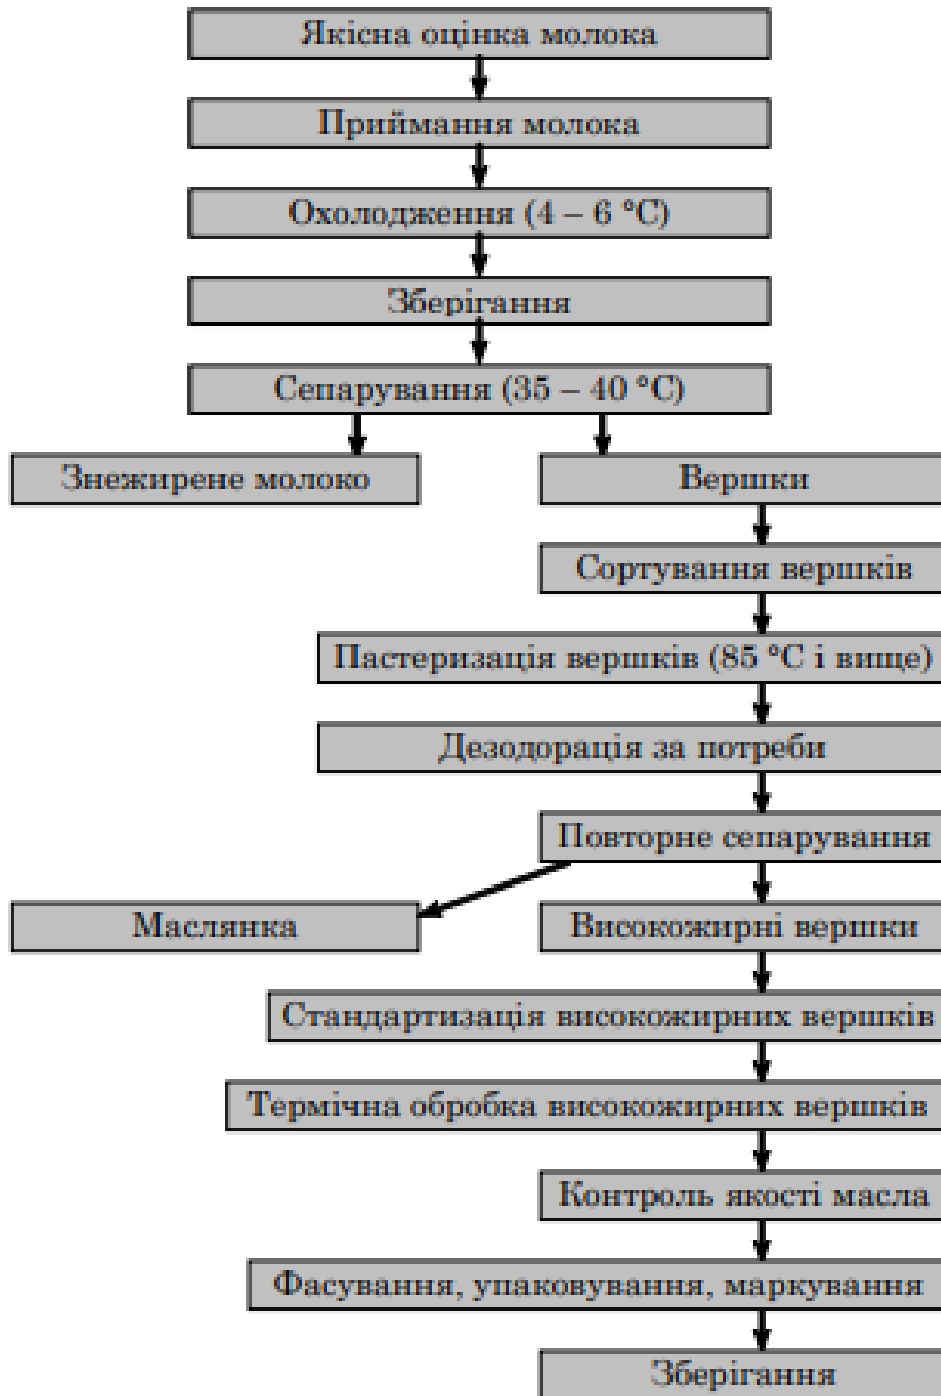 Якісна оцінка молока
Приймання молока
Охолодження (4 – 6 °С)
Зберігання
Сепарування (35 – 40 °С)
Знежирене молоко
Вершки
Сортування вершків
Пастеризація вершків (85 °С і вище)
Дезодорація за потреби
Повторне сепарування
Маслянка
Високожирні вершки
Стандартизація високожирних вершків
Термічна обробка високожирних вершків
Контроль якості масла
Фасування, упаковування, маркування
Зберігання